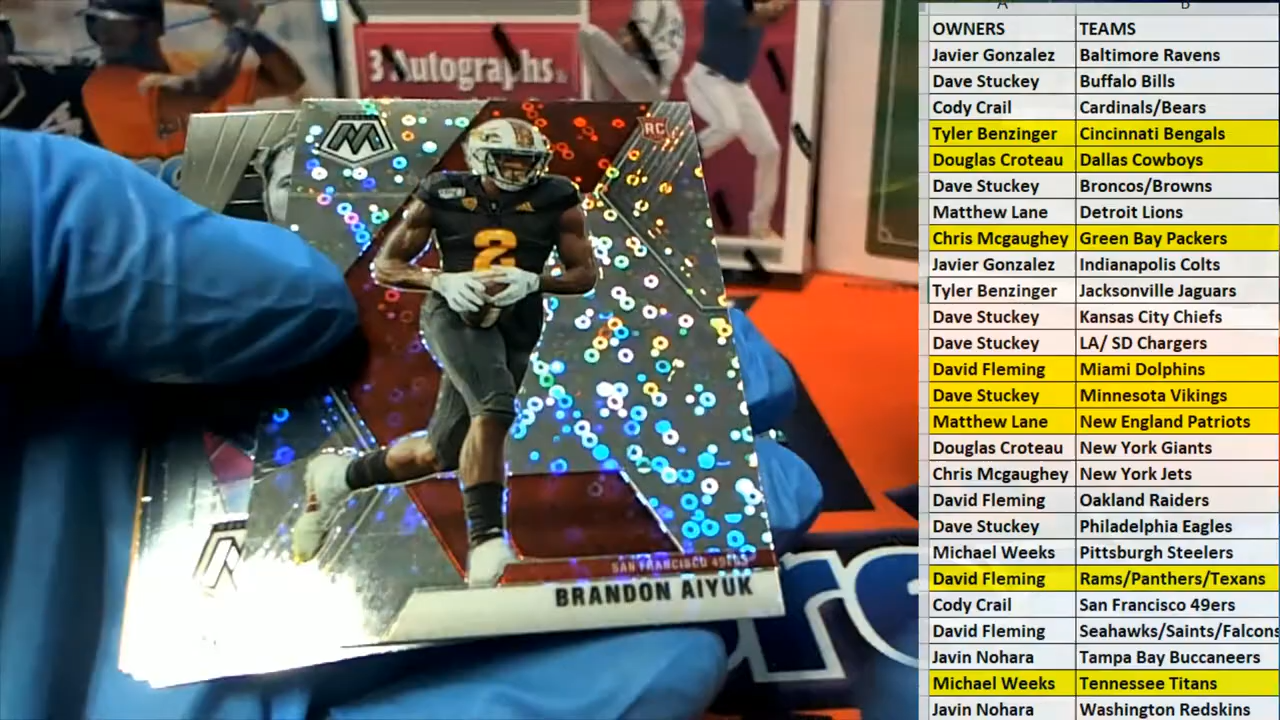 3 Autographs
M
RC
2
SAN FRANCISCO 49ERS
BRANDON AIYUK
A B
OWNERS TEAMS
Javier Gonzalez Baltimore Ravens
Dave Stuckey Buffalo Bills
Cody Crail Cardinals/Bears
Tyler Benzinger Cincinnati Bengals
Douglas Croteau Dallas Cowboys
Dave Stuckey Broncos/Browns
Matthew Lane Detroit Lions
Chris Mcgaughey Green Bay Packers
Javier Gonzalez Indianapolis Colts
Tyler Benzinger Jacksonville Jaguars
Dave Stuckey Kansas City Chiefs
Dave Stuckey LA/ SD Chargers
David Fleming Miami Dolphins
Dave Stuckey Minnesota Vikings
Matthew Lane New England Patriots
Douglas Croteau New York Giants
Chris Mcgaughey New York Jets
David Fleming Oakland Raiders
Dave Stuckey Philadelphia Eagles
Michael Weeks Pittsburgh Steelers
David Fleming Rams/Panthers/Texans
Cody Crail San Francisco 49ers
David Fleming Seahawks/Saints/Falcons
Javin Nohara Tampa Bay Buccaneers
Michael Weeks Tennessee Titans
Javin Nohara Washington Redskins